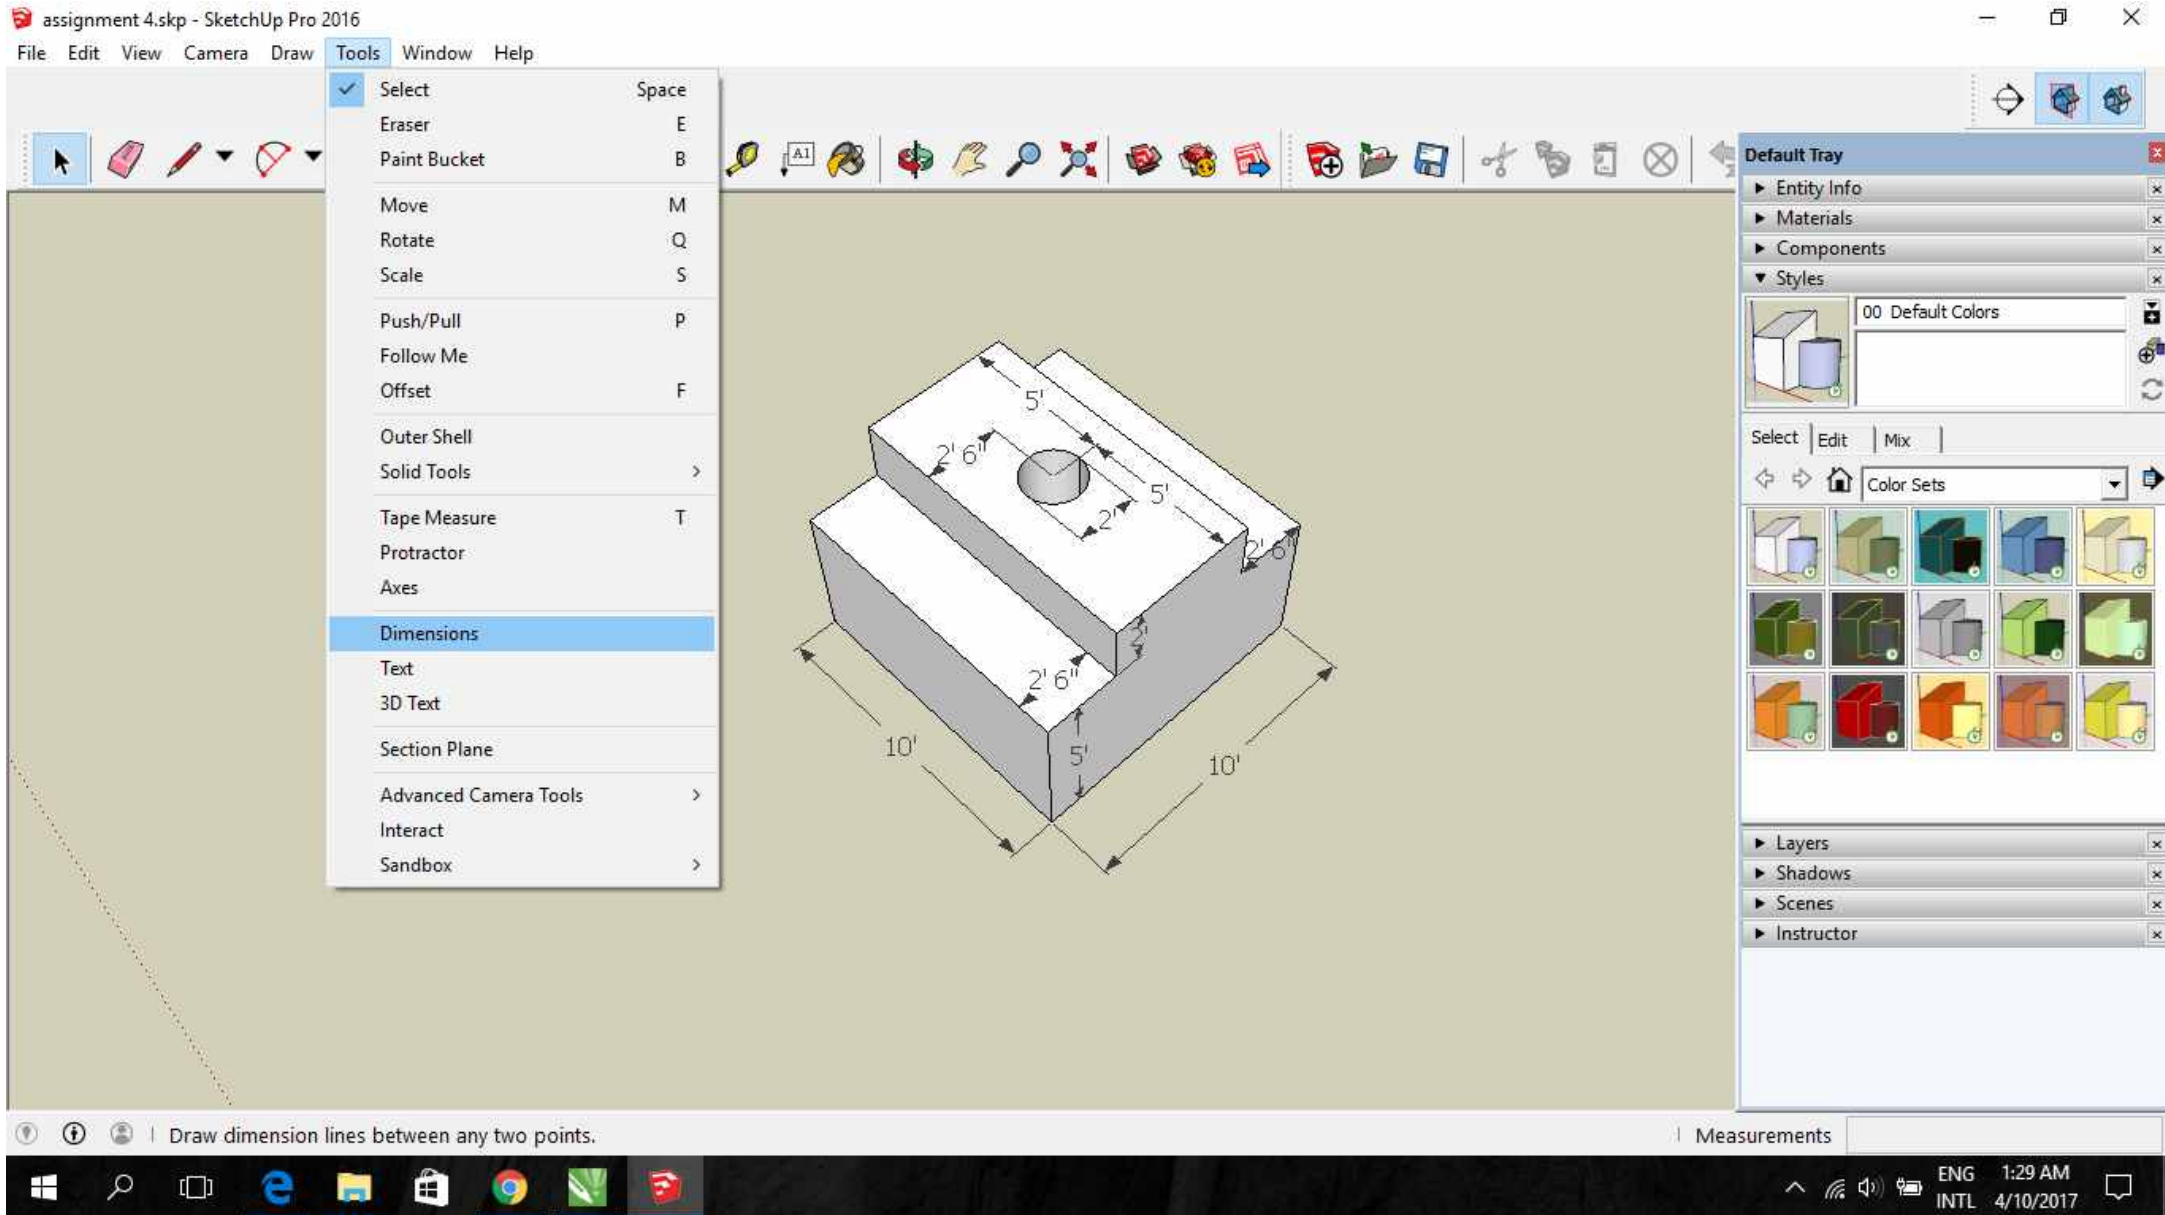 assignment 4.skp - SketchUp Pro 2016
File Edit View Camera Draw Tools Window Help
Select Space
Eraser E
Paint Bucket B
Move M
Rotate Q
Scale S
Push/Pull P
Follow Me
Offset F
Outer Shell
Solid Tools
Tape Measure T
Protractor
Axes
Dimensions
Text
3D Text
Section Plane
Advanced Camera Tools
Interact
Sandbox
A1
5'
2' 6"
5'
2'
2' 6"
2'
2' 6"
10'
5'
10'
Default Tray
Entity Info
Materials
Components
Styles
00 Default Colors
Select Edit Mix
Color Sets
Layers
Shadows
Scenes
Instructor
Draw dimension lines between any two points.
Measurements
ENG 1:29 AM
INTL 4/10/2017